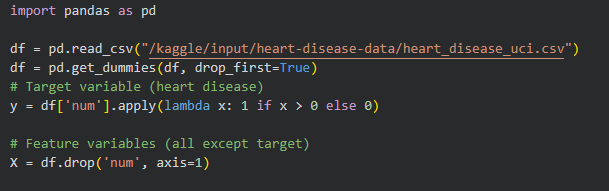 import pandas as pd
df = pd.read_csv("/kaggle/input/heart-disease-data/heart_disease_uci.csv")
df = pd.get_dummies(df, drop_first=True)
# Target variable (heart disease)
y = df['num'].apply(lambda x: 1 if x > 0 else 0)
# Feature variables (all except target)
X = df.drop('num', axis=1)